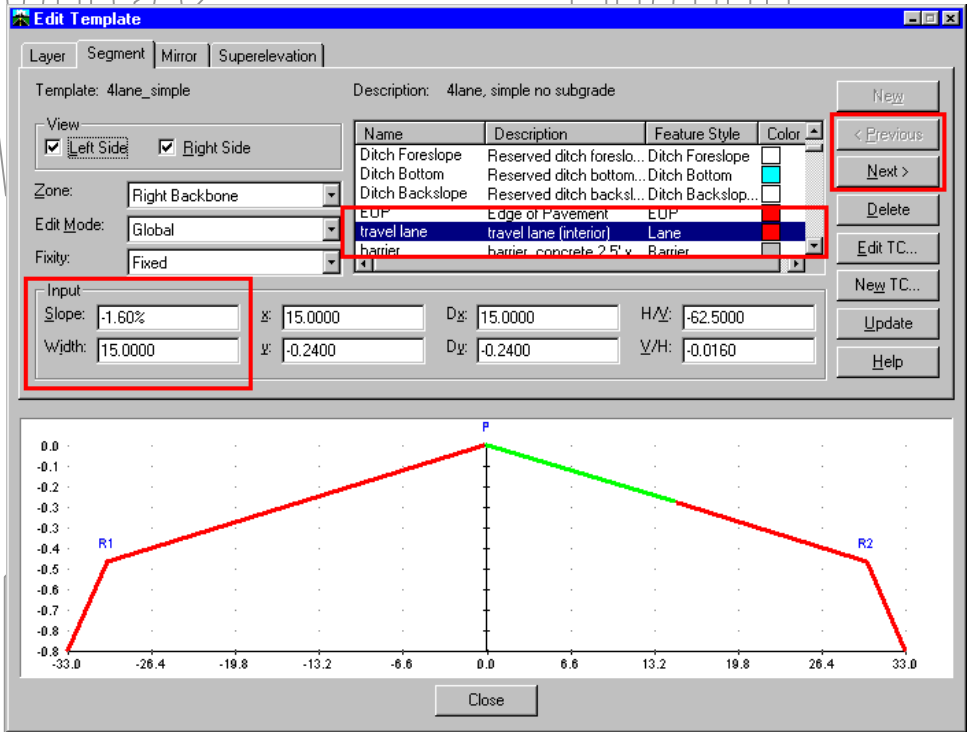 Edit Template
Layer Segment Mirror Superelevation
Template: 4lane_simple Description: 4lane, simple no subgrade
New
View
Left Side Right Side
< Previous
Name Description Feature Style Color
Ditch Foreslope Reserved ditch foreslo... Ditch Foreslope
Ditch Bottom Reserved ditch bottom... Ditch Bottom
Ditch Backslope Reserved ditch backsl... Ditch Backslop...
EOP Edge of Pavement EOP
travel lane travel lane (interior) Lane
barrier barrier, concrete 2.5' x Barrier
Next >
Zone: Right Backbone
Delete
Edit Mode: Global
Edit TC...
Fixity: Fixed
New TC...
Input
Slope: -1.60% x: 15.0000 Dx: 15.0000 H/V: -62.5000
Update
Width: 15.0000 y: -0.2400 Dy: -0.2400 V/H: -0.0160
Help
P
0.0
-0.1
-0.2
-0.3
-0.4
R1 R2
-0.5
-0.6
-0.7
-0.8
-0.8
-33.0 -26.4 -19.8 -13.2 -6.6 0.0 6.6 13.2 19.8 26.4 33.0
Close